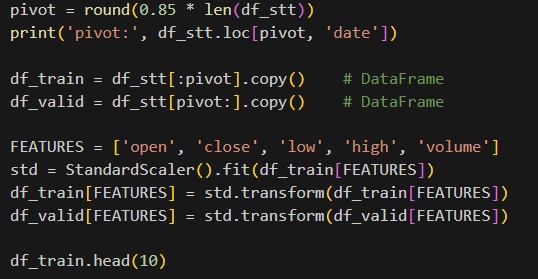 pivot = round(0.85 * len(df_stt))
print('pivot:', df_stt.loc[pivot, 'date'])
df_train = df_stt[:pivot].copy()    # DataFrame
df_valid = df_stt[pivot:].copy()    # DataFrame
FEATURES = ['open', 'close', 'low', 'high', 'volume']
std = StandardScaler().fit(df_train[FEATURES])
df_train[FEATURES] = std.transform(df_train[FEATURES])
df_valid[FEATURES] = std.transform(df_valid[FEATURES])
df_train.head(10)